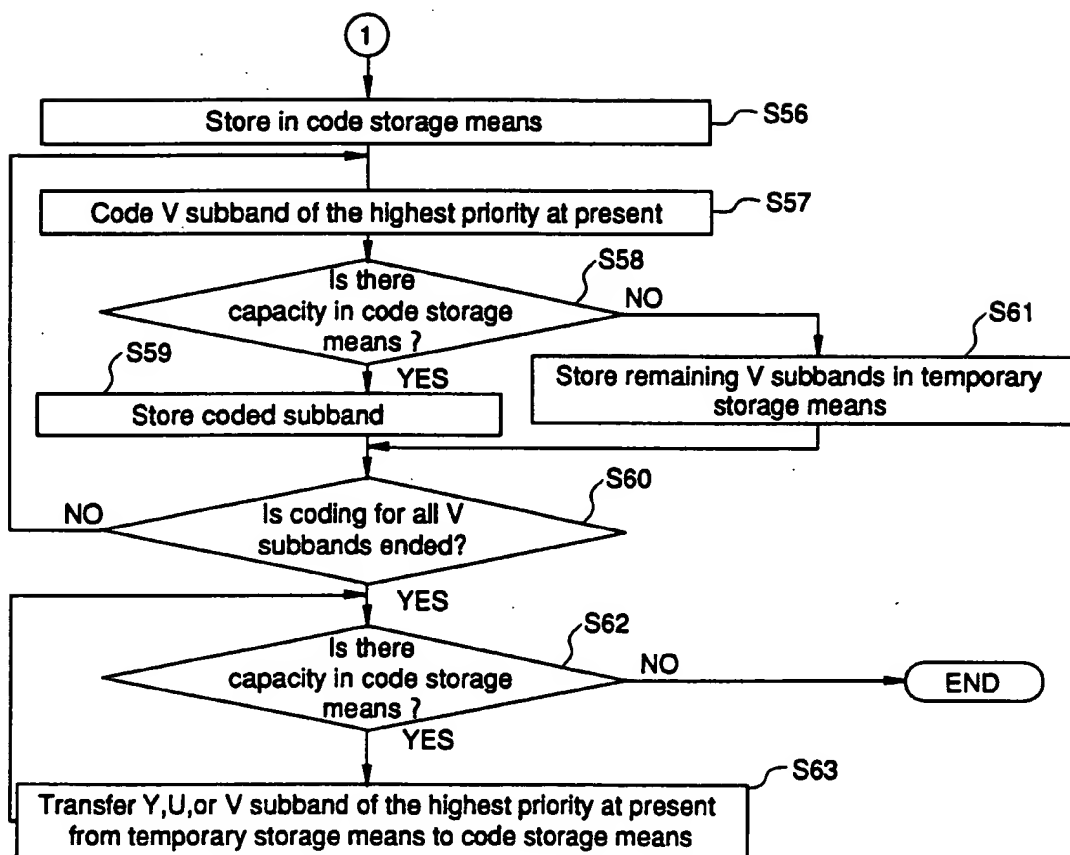 1
Store in code storage means
S56
Code V subband of the highest priority at present
S57
Is there
capacity in code storage
means ?
S58
NO
YES
S59
Store coded subband
S61
Store remaining V subbands in temporary
storage means
S60
Is coding for all V
subbands ended?
NO
YES
S62
Is there
capacity in code storage
means ?
NO
END
YES
S63
Transfer Y,U,or V subband of the highest priority at present
from temporary storage means to code storage means